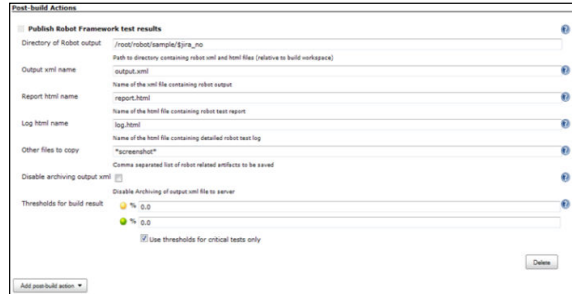 Post-build Actions
Publish Robot Framework test results
Directory of Robot output
/root/robot/sample/$jira_no
Path to directory containing robot xml and html files (relative to build workspace)
Output xml name
output.xml
Name of the xml file containing robot output
Report html name
report.html
Name of the html file containing robot test report
Log html name
log.html
Name of the html file containing detailed robot test log
Other files to copy
*screenshot*
Comma separated list of robot related artifacts to be saved
Disable archiving output xml
Disable Archiving of output xml file to server
Thresholds for build result
% 0.0
% 0.0
Use thresholds for critical tests only
Delete
Add post-build action